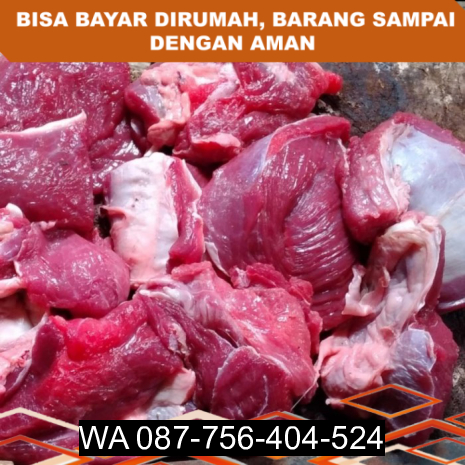 BISA BAYAR DIRUMAH, BARANG SAMPAI
DENGAN AMAN
WA 087-756-404-524